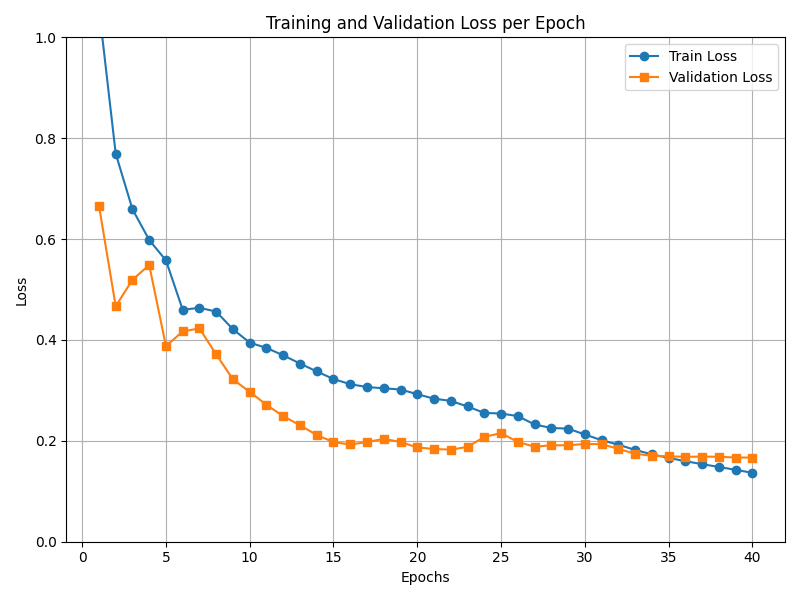 Training and Validation Loss per Epoch
Train Loss
Validation Loss
1.0
0.8
0.6
0.4
0.2
0.0
Loss
0 5 10 15 20 25 30 35 40
Epochs